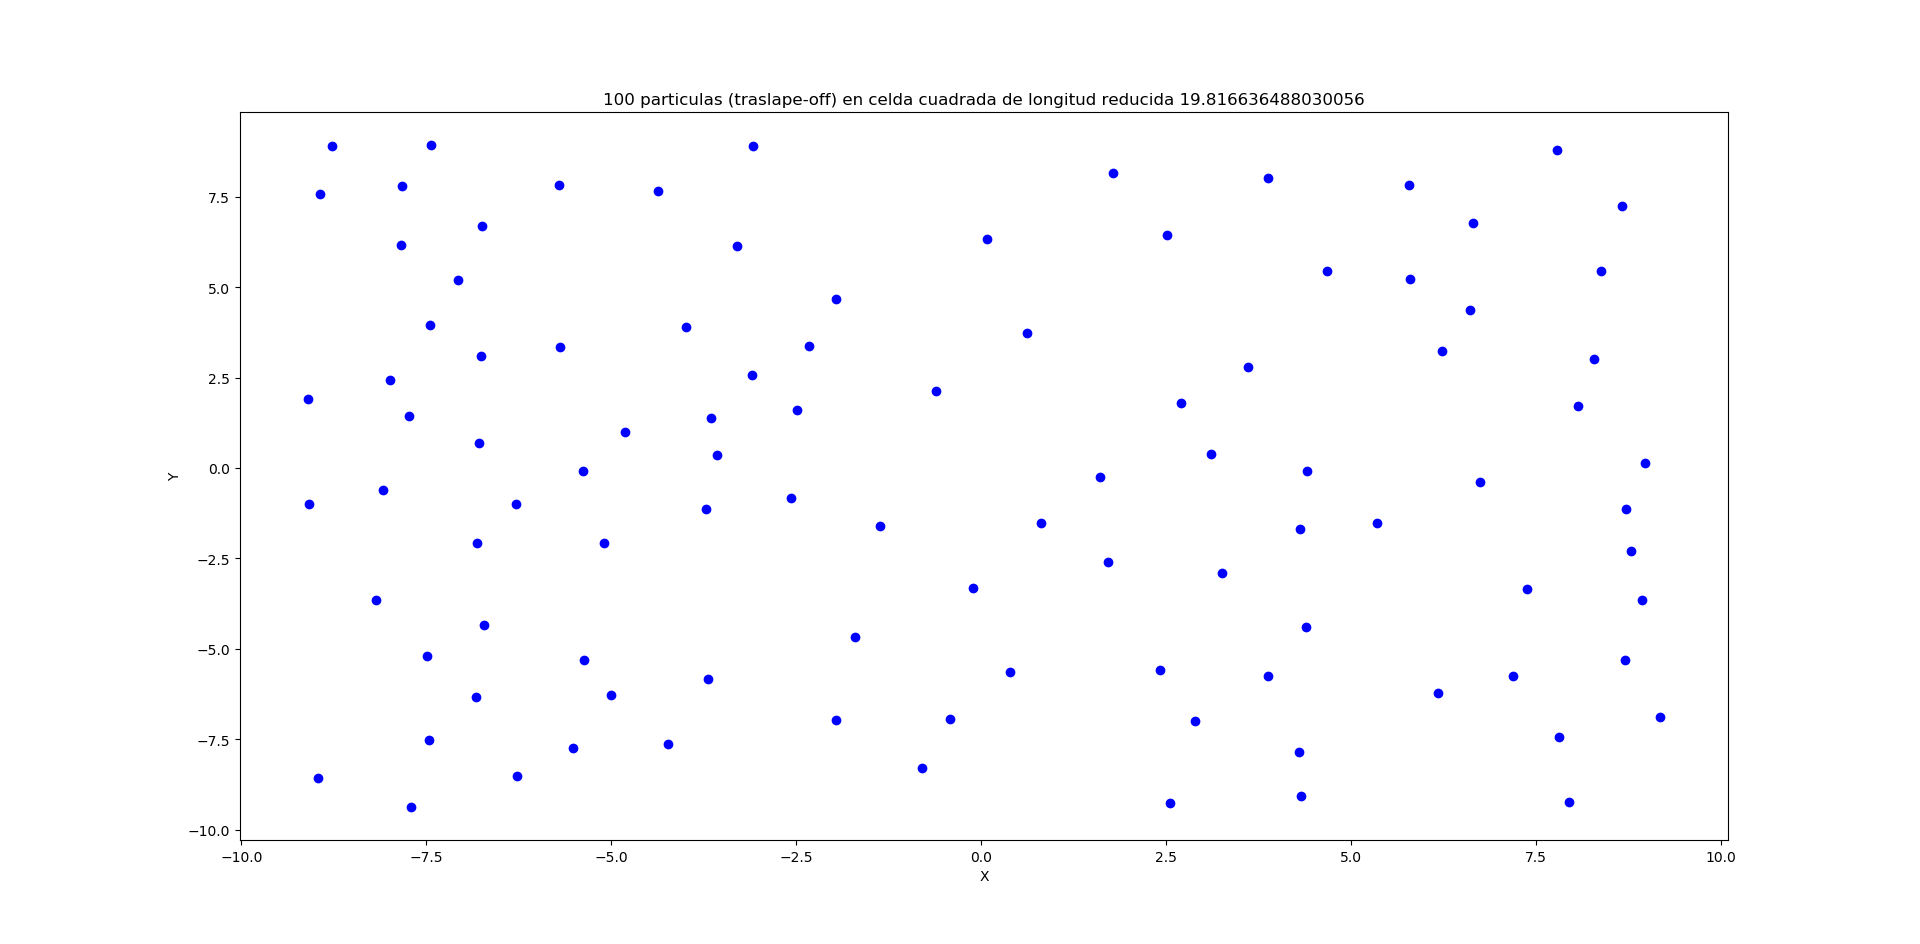 100 particulas (traslape-off) en celda cuadrada de longitud reducida 19.816636488030056
7.5
5.0
2.5
0.0
−2.5
−5.0
−7.5
−10.0
Y
−10.0 −7.5 −5.0 −2.5 0.0 2.5 5.0 7.5 10.0
X